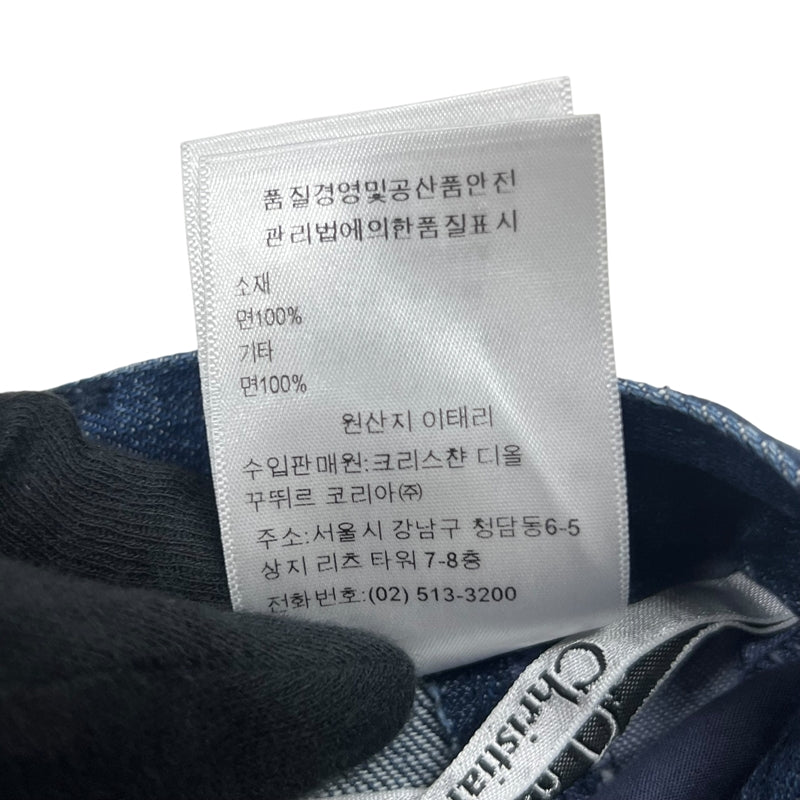 품질경영및공산품안전
관리법에의한품질표시
소재
면100%
기타
면100%
원산지 이태리
수입판매원:크리스챤 디올
꾸뛰르 코리아㈜
주소:서울시 강남구 청담동6-5
상지 리츠 타워 7-8층
전화번호:(02) 513-3200
Christian